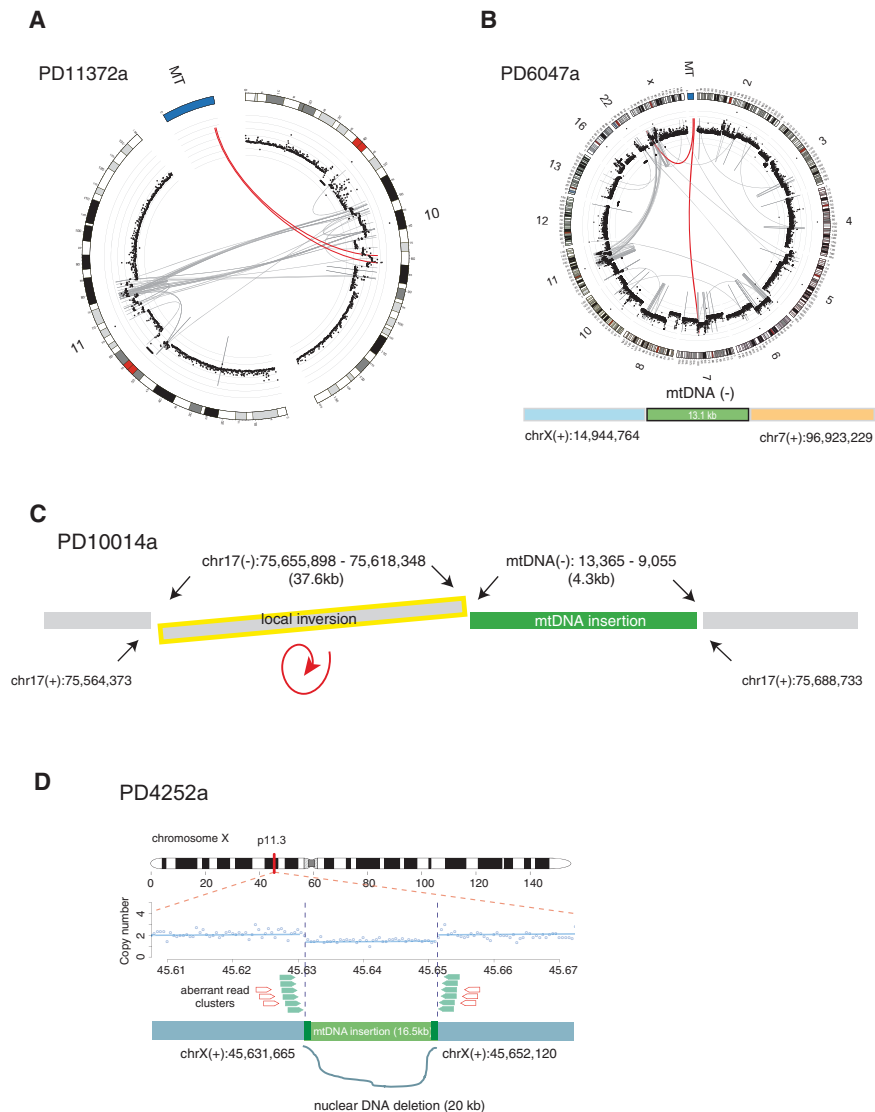 A
PD11372a
MT
10
11
B
PD6047a
MT
2
3
4
5
6
7
8
10
11
12
13
16
22
x
mtDNA (-)
13.1 kb
chrX(+):14,944,764
chr7(+):96,923,229
C
PD10014a
chr17(-):75,655,898 - 75,618,348
(37.6kb)
mtDNA(-): 13,365 - 9,055
(4.3kb)
local inversion
mtDNA insertion
chr17(+):75,564,373
chr17(+):75,688,733
D
PD4252a
chromosome X
p11.3
0 20 40 60 80 100 120 140
Copy number
4
2
0
45.61 45.62 45.63 45.64 45.65 45.66 45.67
aberrant read
clusters
mtDNA insertion (16.5kb)
chrX(+):45,631,665
chrX(+):45,652,120
nuclear DNA deletion (20 kb)